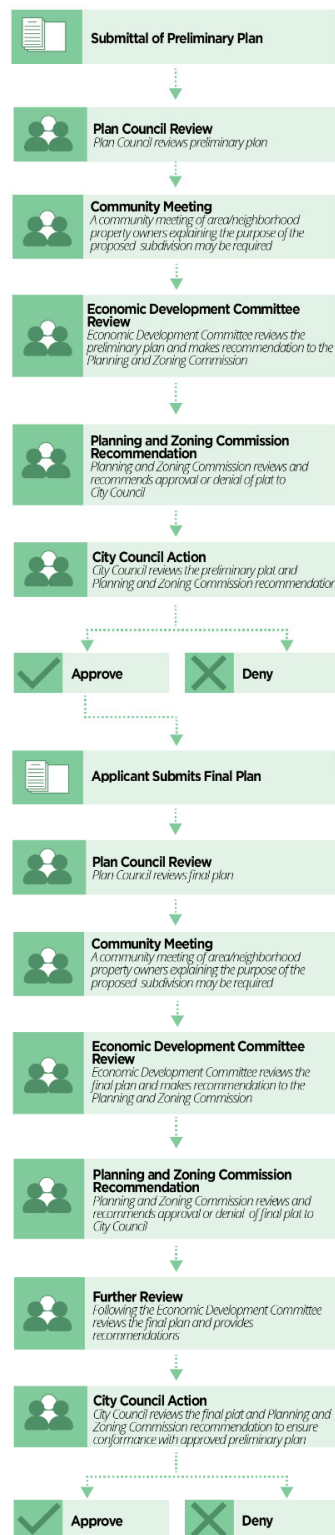 Submittal of Preliminary Plan
Plan Council Review
Plan Council reviews preliminary plan
Community Meeting
A community meeting of area/neighborhood
property owners explaining the purpose of the
proposed subdivision may be required
Economic Development Committee
Review
Economic Development Committee reviews the
preliminary plan and makes recommendation to the
Planning and Zoning Commission
Planning and Zoning Commission
Recommendation
Planning and Zoning Commission reviews and
recommends approval or denial of plat to
City Council
City Council Action
City Council reviews the preliminary plat and
Planning and Zoning Commission recommendation
Approve
Deny
Applicant Submits Final Plan
Plan Council Review
Plan Council reviews final plan
Community Meeting
A community meeting of area/neighborhood
property owners explaining the purpose of the
proposed subdivision may be required
Economic Development Committee
Review
Economic Development Committee reviews the
final plan and makes recommendation to the
Planning and Zoning Commission
Planning and Zoning Commission
Recommendation
Planning and Zoning Commission reviews and
recommends approval or denial of final plat to
City Council
Further Review
Following the Economic Development Committee
reviews the final plan and provides
recommendations
City Council Action
City Council reviews the final plat and Planning and
Zoning Commission recommendation to ensure
conformance with approved preliminary plan
Approve
Deny